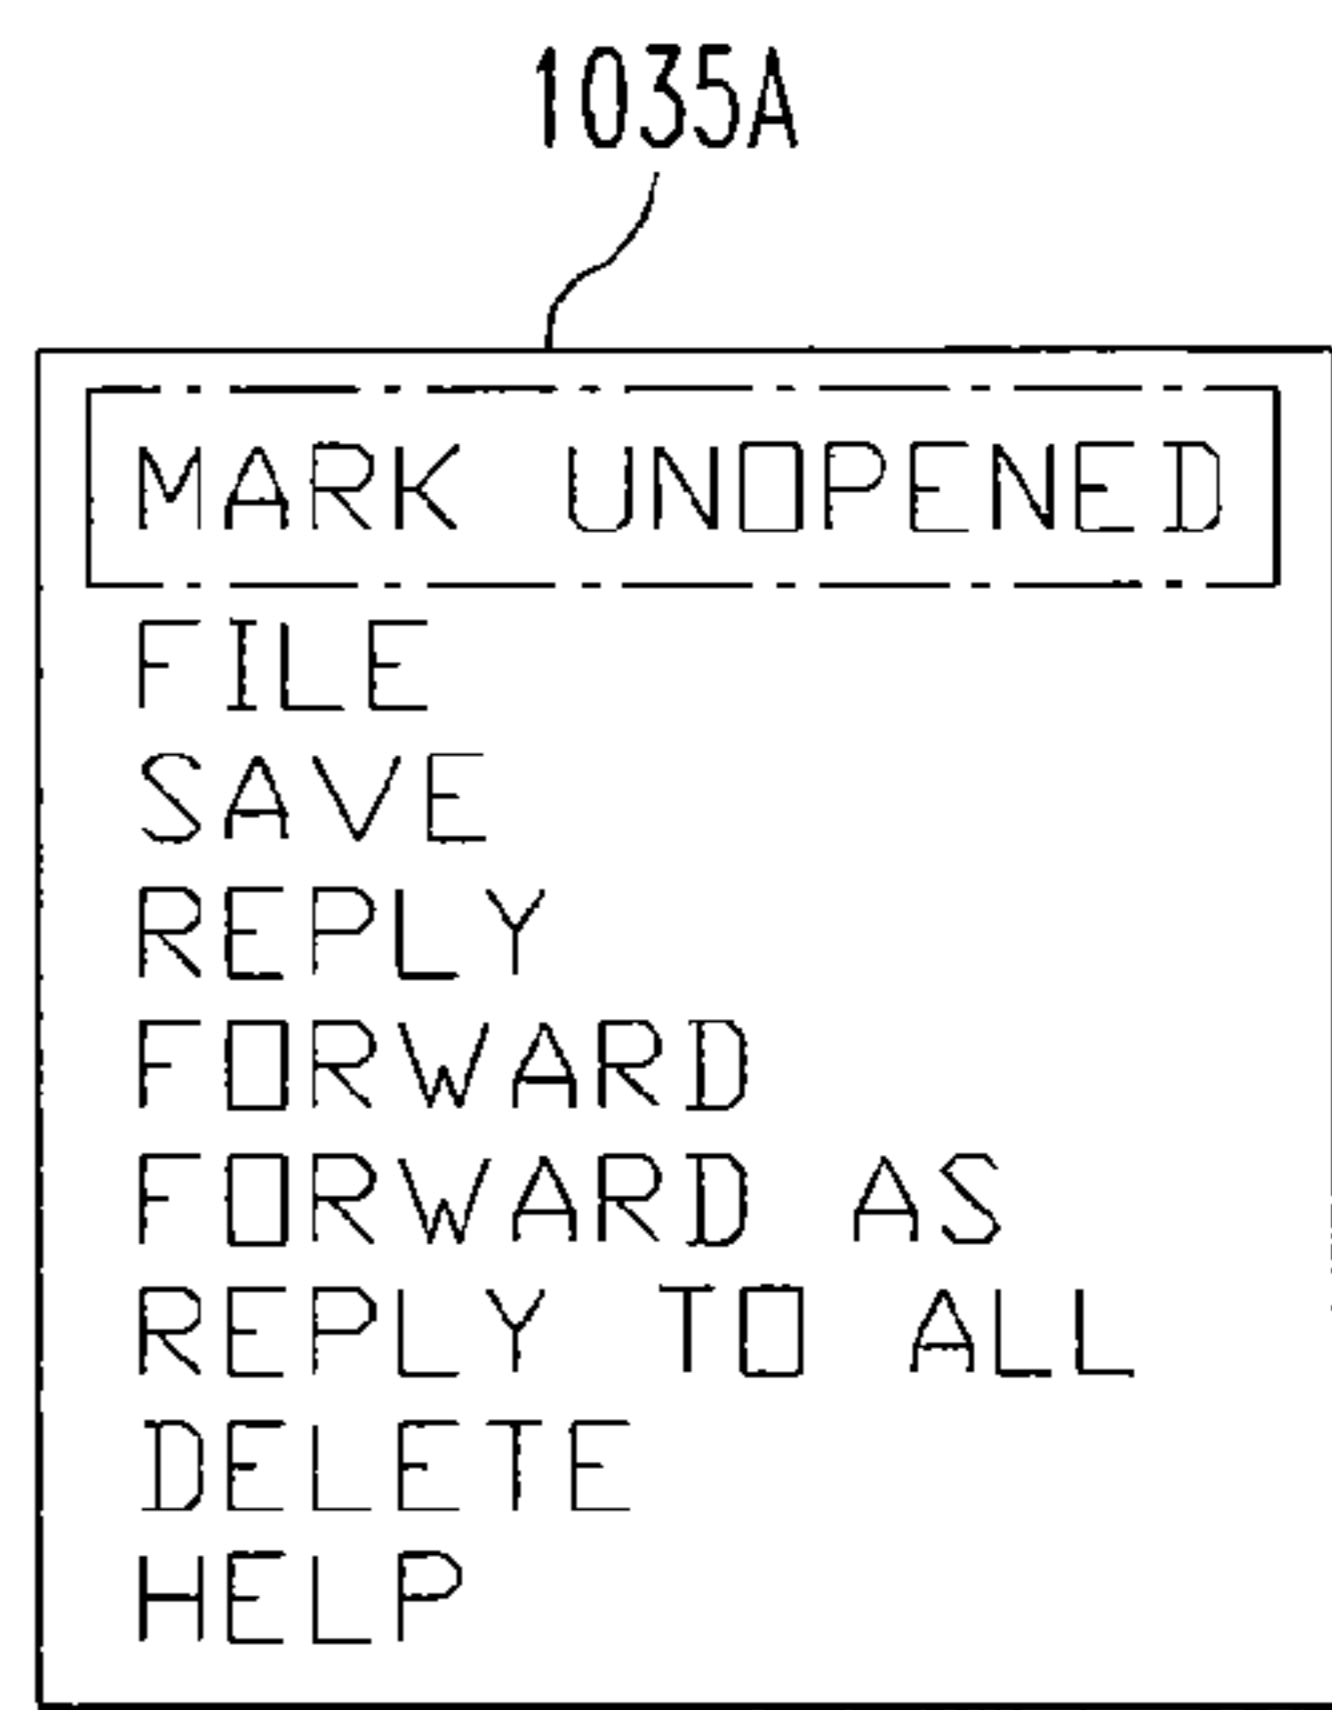 1035A
MARK UNOPENED
FILE
SAVE
REPLY
FORWARD
FORWARD AS
REPLY TO ALL
DELETE
HELP